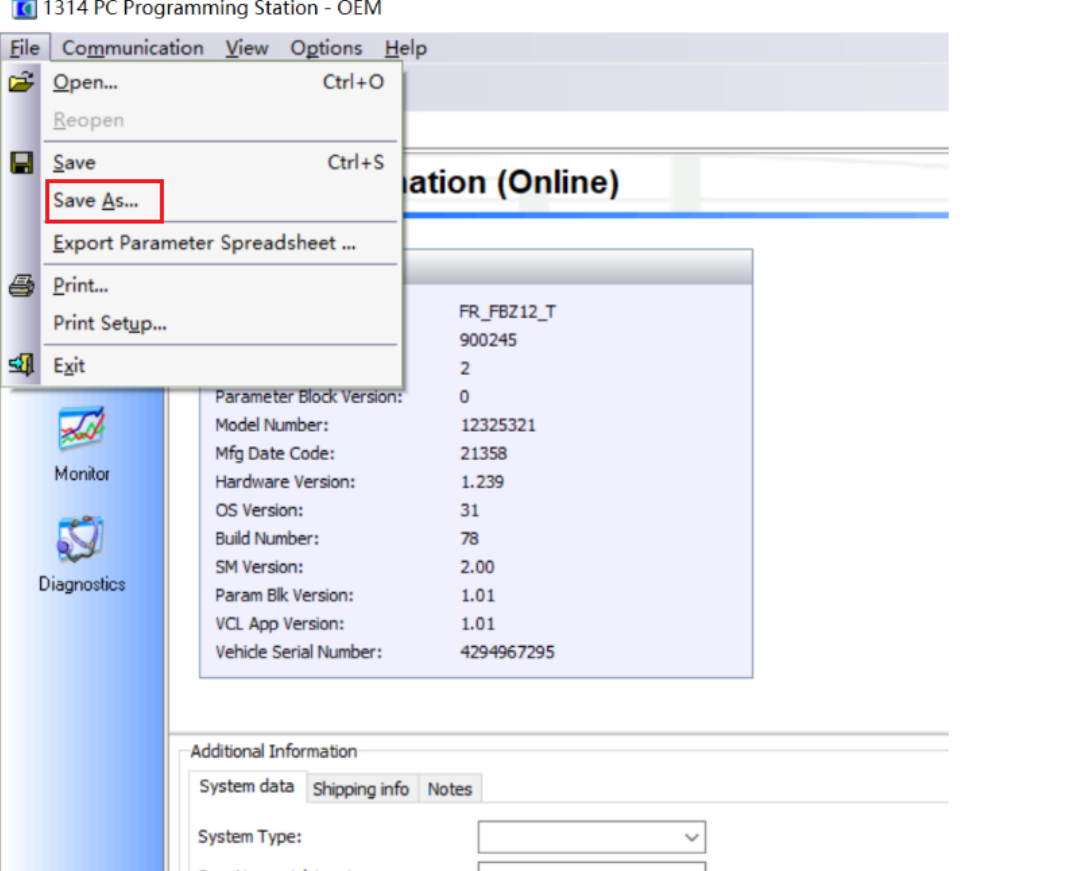 1314 PC Programming Station - OEM
File Communication View Options Help
Open... Ctrl+O
Reopen
Save Ctrl+S
ation (Online)
Save As...
Export Parameter Spreadsheet ...
Print...
FR_FBZ12_T
Print Setup...
900245
Exit
2
Parameter Block Version: 0
Model Number: 12325321
Mfg Date Code: 21358
Monitor
Hardware Version: 1.239
OS Version: 31
Build Number: 78
SM Version: 2.00
Diagnostics
Param Blk Version: 1.01
VCL App Version: 1.01
Vehicle Serial Number: 4294967295
Additional Information
System data Shipping info Notes
System Type: